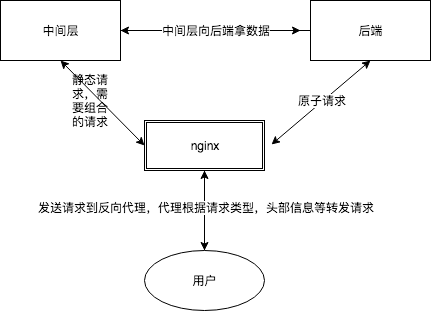 中间层
中间层向后端拿数据
后端
静态请
求，需
要组合
的请求
原子请求
nginx
发送请求到反向代理，代理根据请求类型，头部信息等转发请求
用户